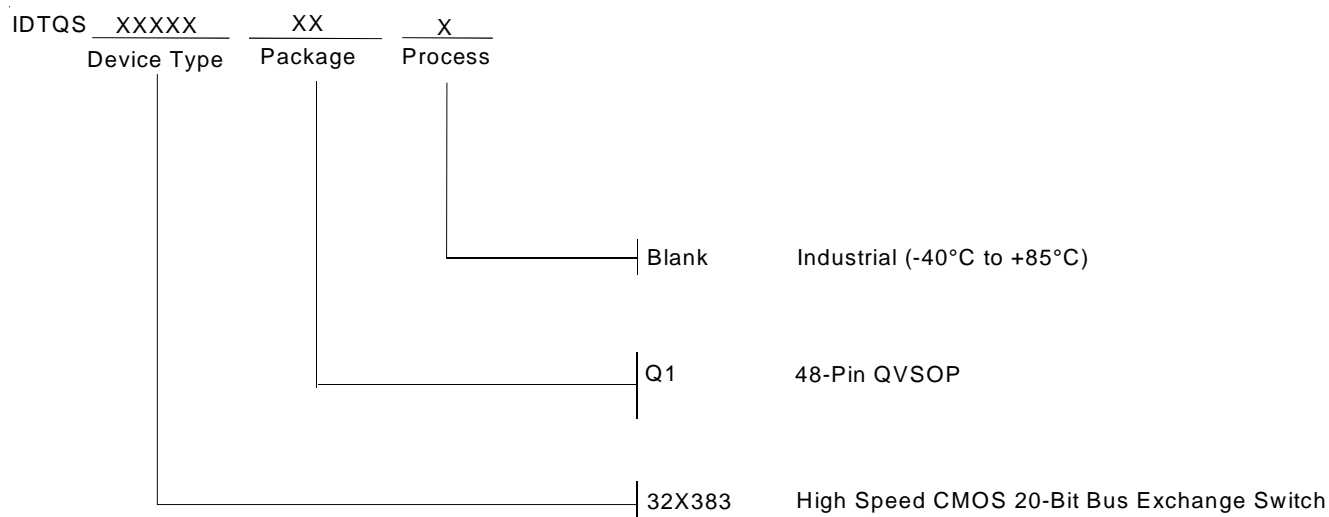 IDTQS XXXXX XX X
Device Type Package Process
Blank Industrial (-40°C to +85°C)
Q1 48-Pin QVSOP
32X383 High Speed CMOS 20-Bit Bus Exchange Switch